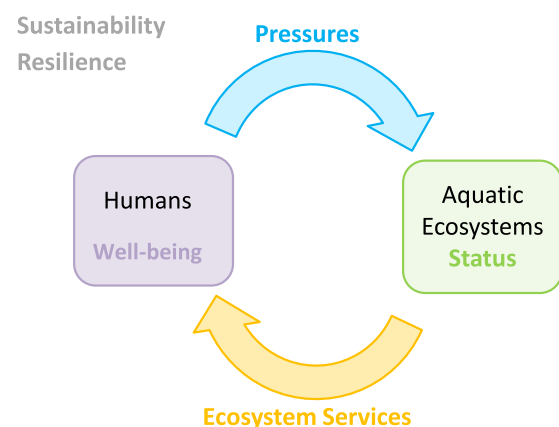 Sustainability
Resilience
Pressures
Humans
Well-being
Aquatic
Ecosystems
Status
Ecosystem Services